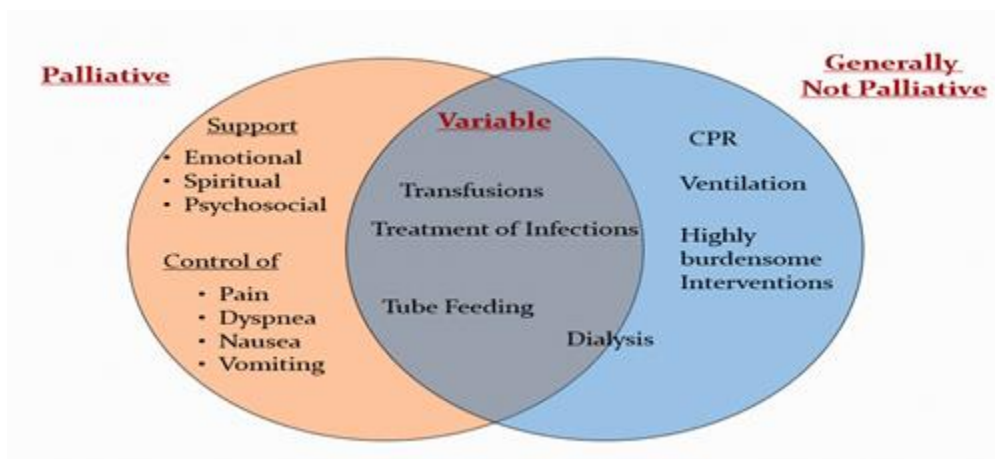 Palliative
Support
• Emotional
• Spiritual
• Psychosocial
Control of
• Pain
• Dyspnea
• Nausea
• Vomiting
Variable
Transfusions
Treatment of Infections
Tube Feeding
Dialysis
Generally
Not Palliative
CPR
Ventilation
Highly
burdensome
Interventions